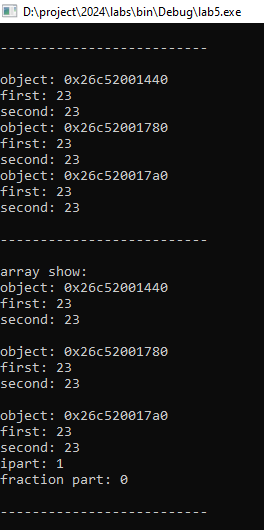 D:\project\2024\labs\bin\Debug\lab5.exe
--------------------------
object: 0x26c52001440
first: 23
second: 23
object: 0x26c52001780
first: 23
second: 23
object: 0x26c520017a0
first: 23
second: 23
--------------------------
array show:
object: 0x26c52001440
first: 23
second: 23
object: 0x26c52001780
first: 23
second: 23
object: 0x26c520017a0
first: 23
second: 23
ipart: 1
fraction part: 0
--------------------------